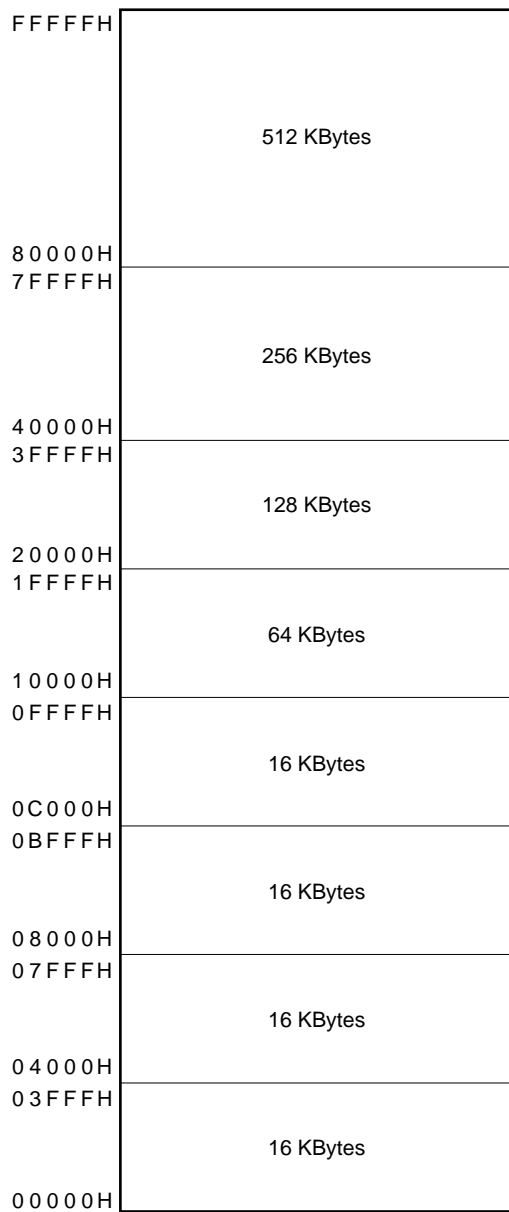 FFFFFH
512 KBytes
80000H
7FFFFH
256 KBytes
40000H
3FFFFH
128 KBytes
20000H
1FFFFH
64 KBytes
10000H
0FFFFH
16 KBytes
0C000H
0BFFFH
16 KBytes
08000H
07FFFH
16 KBytes
04000H
03FFFH
16 KBytes
00000H